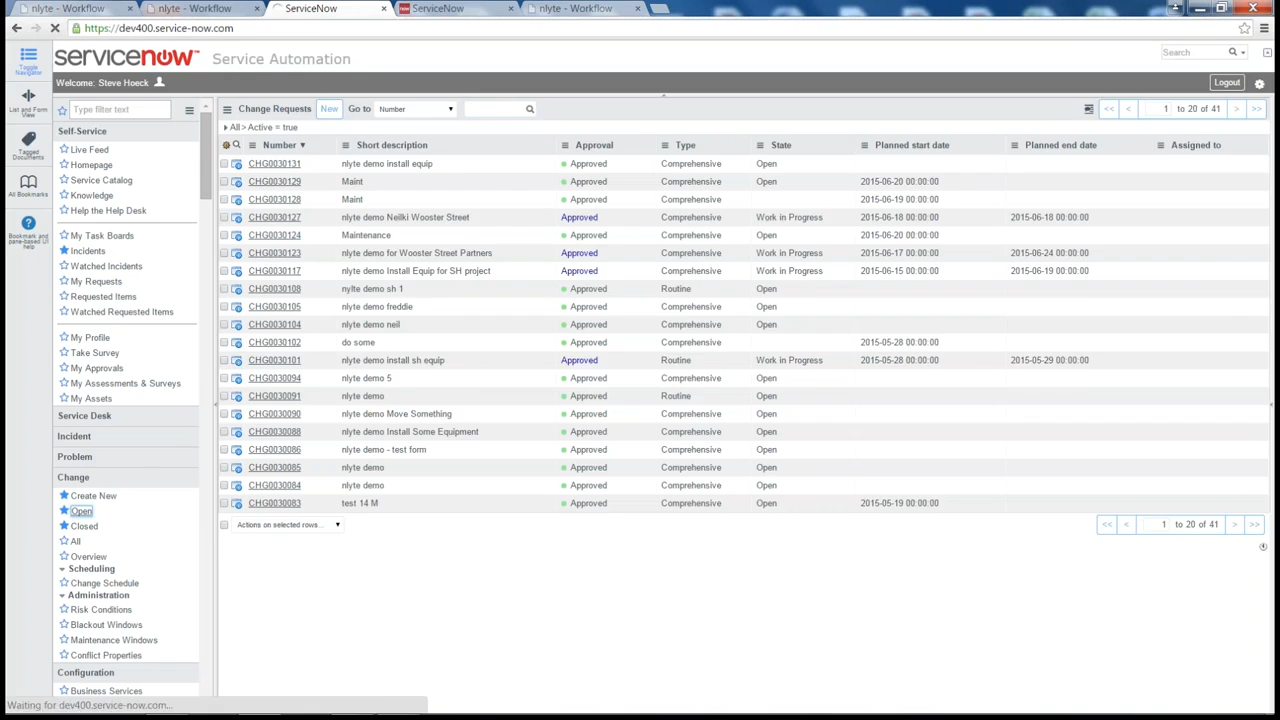 nlyte - Workflow
nlyte - Workflow
ServiceNow
ServiceNow
nlyte - Workflow
https://dev400.service-now.com
Toggle Navigator
servicenow™ Service Automation
Search
Welcome: Steve Hoeck
Logout
List and Form View
Tagged Documents
All Bookmarks
Bookmark and pane-based UI help
Type filter text
Self-Service
Live Feed
Homepage
Service Catalog
Knowledge
Help the Help Desk
My Task Boards
Incidents
Watched Incidents
My Requests
Requested Items
Watched Requested Items
My Profile
Take Survey
My Approvals
My Assessments & Surveys
My Assets
Service Desk
Incident
Problem
Change
Create New
Open
Closed
All
Overview
Scheduling
Change Schedule
Administration
Risk Conditions
Blackout Windows
Maintenance Windows
Conflict Properties
Configuration
Business Services
Change Requests New Go to Number
<< < 1 to 20 of 41 > >>
All > Active = true
Number Short description Approval Type State Planned start date Planned end date Assigned to
CHG0030131 nlyte demo install equip Approved Comprehensive Open
CHG0030129 Maint Approved Comprehensive Open 2015-06-20 00:00:00
CHG0030128 Maint Approved Comprehensive 2015-06-19 00:00:00
CHG0030127 nlyte demo Neilki Wooster Street Approved Comprehensive Work in Progress 2015-06-18 00:00:00 2015-06-18 00:00:00
CHG0030124 Maintenance Approved Comprehensive 2015-06-20 00:00:00
CHG0030123 nlyte demo for Wooster Street Partners Approved Comprehensive Work in Progress 2015-06-17 00:00:00 2015-06-24 00:00:00
CHG0030117 nlyte demo Install Equip for SH project Approved Comprehensive Work in Progress 2015-06-15 00:00:00 2015-06-19 00:00:00
CHG0030108 nylte demo sh 1 Approved Routine Open
CHG0030105 nlyte demo freddie Approved Comprehensive Open
CHG0030104 nlyte demo neil Approved Comprehensive Open
CHG0030102 do some Approved Comprehensive 2015-05-28 00:00:00
CHG0030101 nlyte demo install sh equip Approved Routine Work in Progress 2015-05-28 00:00:00 2015-05-29 00:00:00
CHG0030094 nlyte demo 5 Approved Comprehensive Open
CHG0030091 nlyte demo Approved Routine Open
CHG0030090 nlyte demo Move Something Approved Comprehensive Open
CHG0030088 nlyte demo Install Some Equipment Approved Comprehensive Open
CHG0030086 nlyte demo - test form Approved Comprehensive Open
CHG0030085 nlyte demo Approved Comprehensive Open
CHG0030084 nlyte demo Approved Comprehensive Open
CHG0030083 test 14 M Approved Comprehensive Open 2015-05-19 00:00:00
Actions on selected rows...
<< < 1 to 20 of 41 > >>
Waiting for dev400.service-now.com...